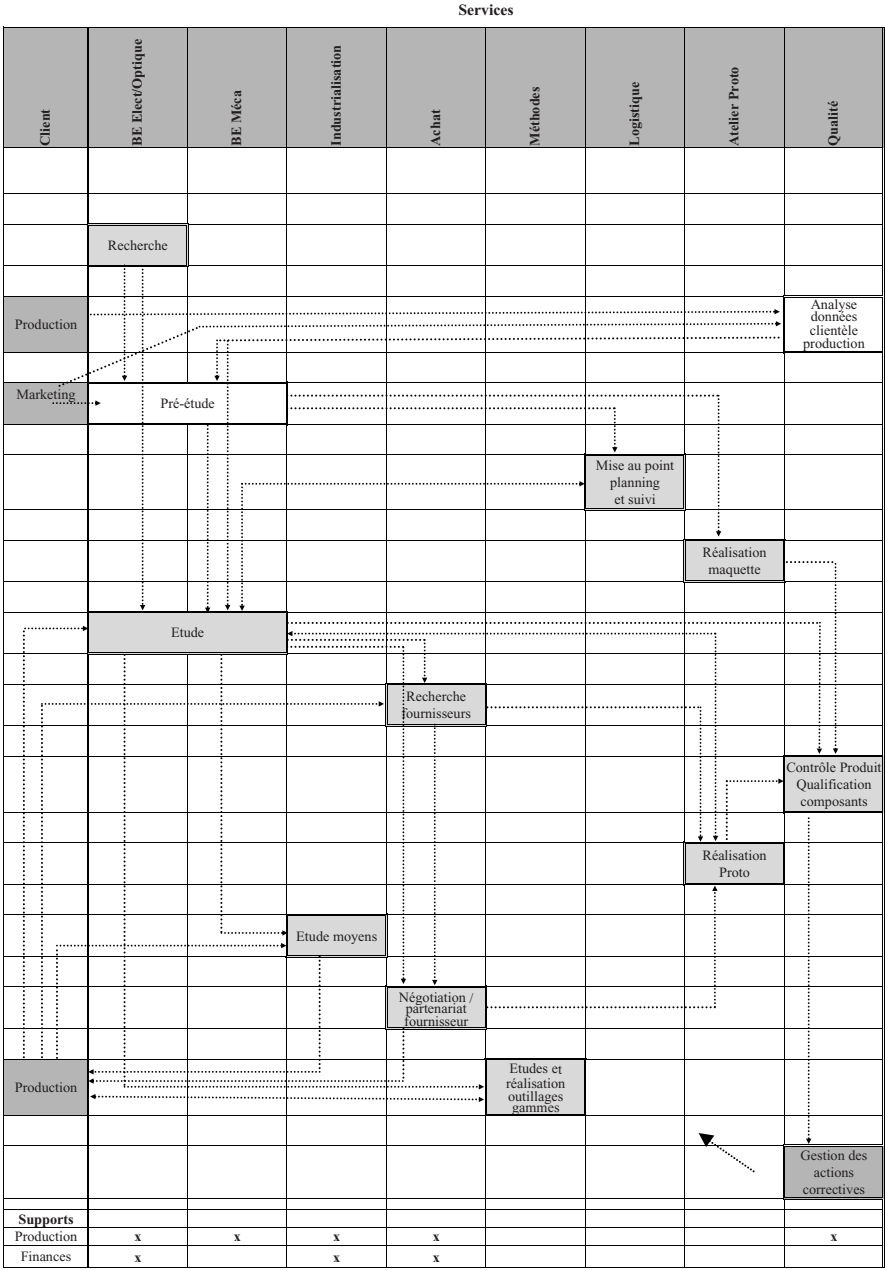 Services
Client
BE Elect/Optique
BE Méca
Industrialisation
Achat
Méthodes
Logistique
Atelier Proto
Qualité
Recherche
Production
Analyse
données
clientèle
production
Marketing
Pré-étude
Mise au point
planning
et suivi
Réalisation
maquette
Etude
Recherche
fournisseurs
Contrôle Produit
Qualification
composants
Réalisation
Proto
Etude moyens
Négotiation /
partenariat
fournisseur
Production
Etudes et
réalisation
outillages
gammes
Gestion des
actions
correctives
Supports
Production x x x x x
Finances x x x